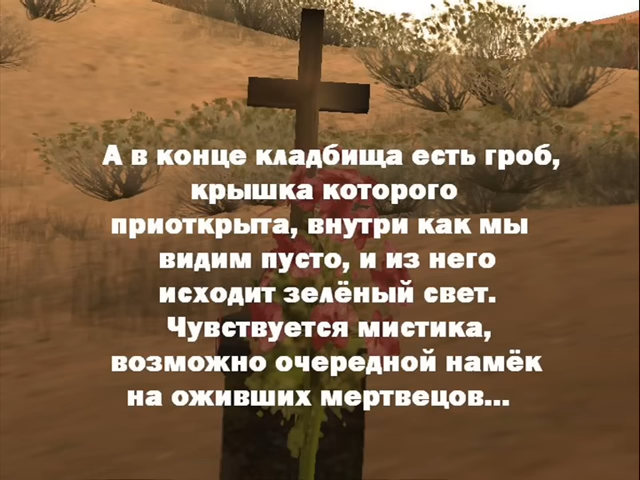 А в конце кладбища есть гроб,
крышка которого
приоткрыта, внутри как мы
видим пусто, и из него
исходит зелёный свет.
Чувствуется мистика,
возможно очередной намёк
на оживших мертвецов...